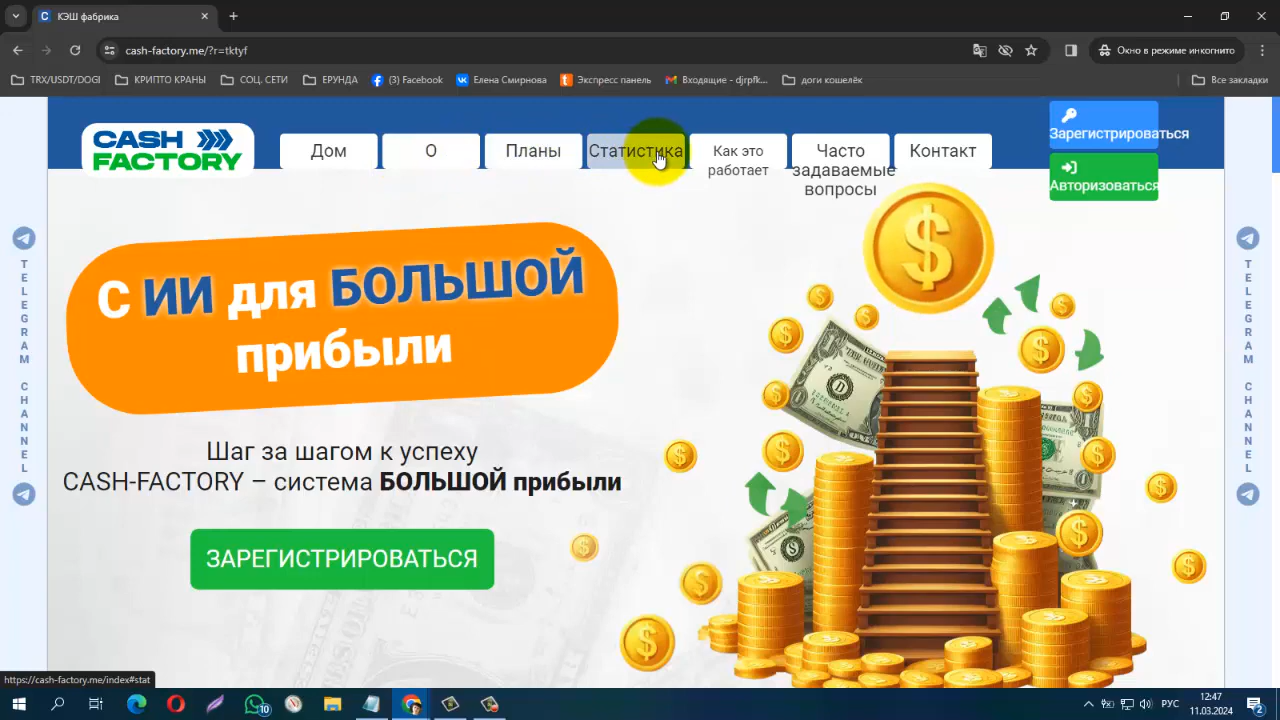 КЭШ фабрика
cash-factory.me/?r=tktyf
Окно в режиме инкогнито
TRX/USDT/DOGI
КРИПТО КРАНЫ
СОЦ. СЕТИ
ЕРУНДА
(3) Facebook
Елена Смирнова
Экспресс панель
Входящие - djrpfk...
доги кошелёк
Все закладки
CASH
FACTORY
Дом
О
Планы
Статистика
Как это
работает
Часто
задаваемые
вопросы
Контакт
Зарегистрироваться
Авторизоваться
С ИИ для БОЛЬШОЙ
прибыли
Шаг за шагом к успеху
CASH-FACTORY – система БОЛЬШОЙ прибыли
ЗАРЕГИСТРИРОВАТЬСЯ
TELEGRAM CHANNEL
TELEGRAM CHANNEL
https://cash-factory.me/index#stat
10
РУС
12:47
11.03.2024
2